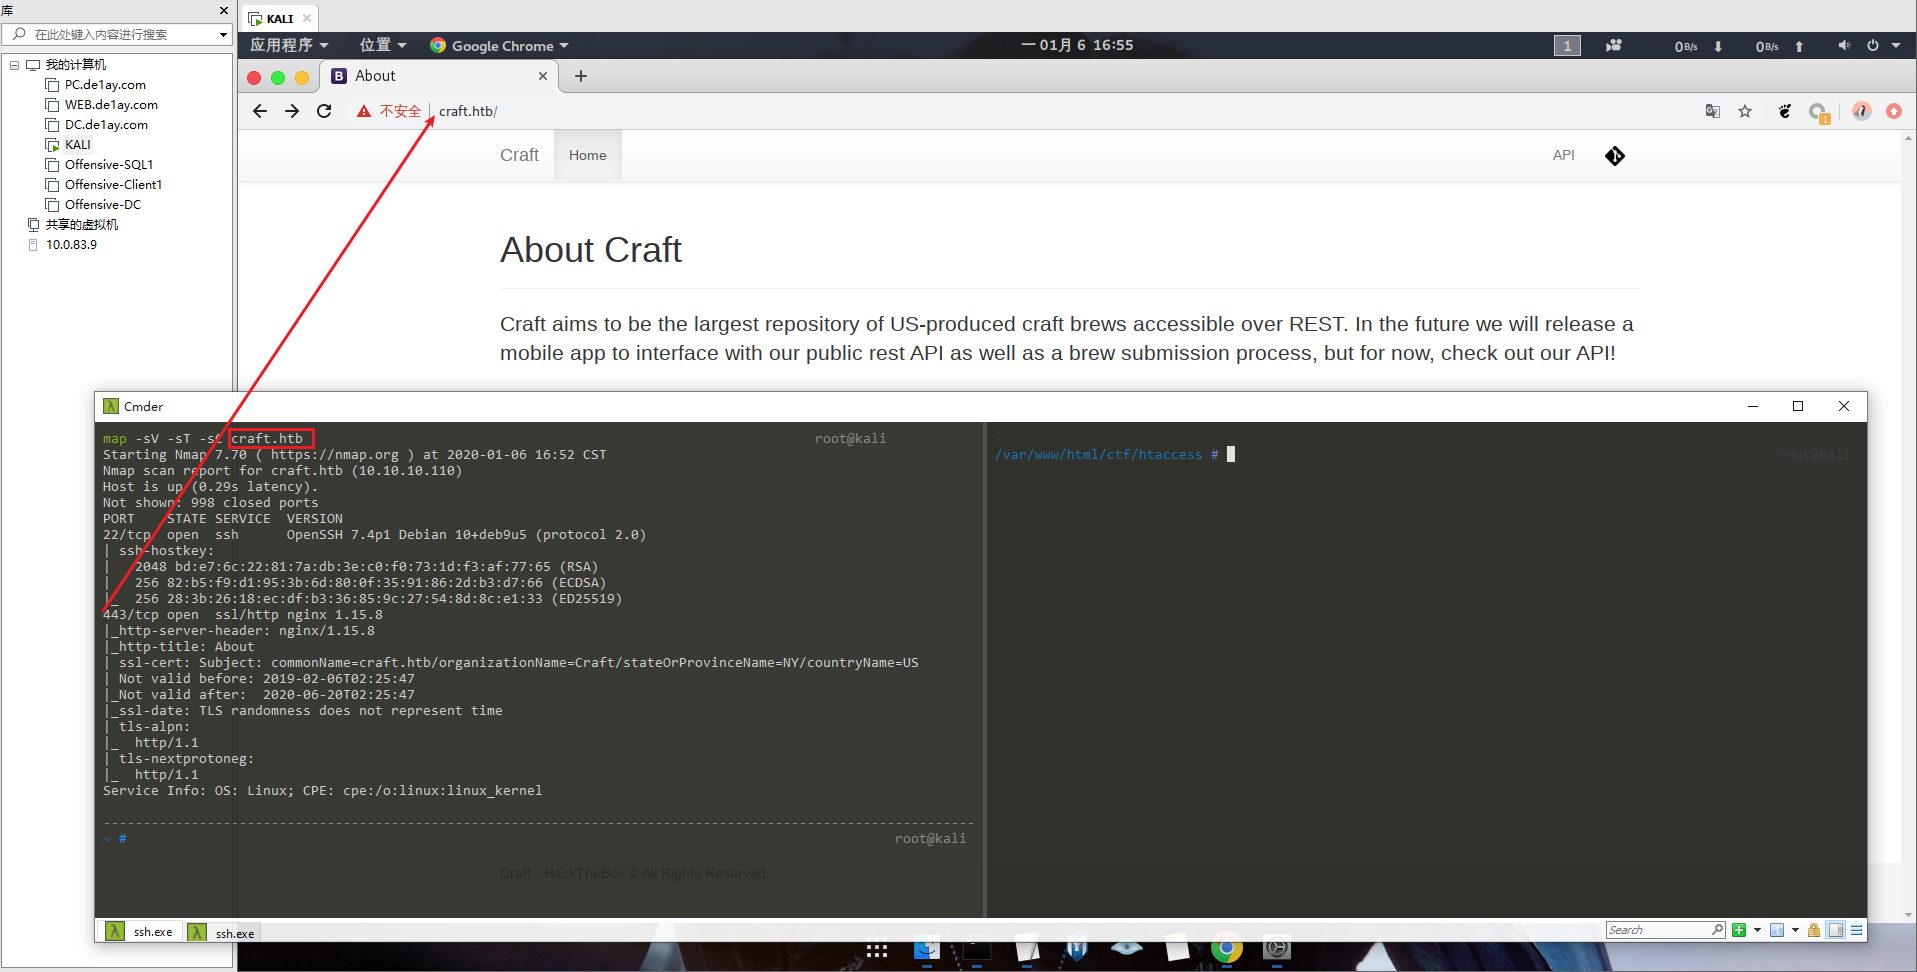 库
在此处键入内容进行搜索
我的计算机
PC.de1ay.com
WEB.de1ay.com
DC.de1ay.com
KALI
Offensive-SQL1
Offensive-Client1
Offensive-DC
共享的虚拟机
10.0.83.9
KALI
应用程序 位置 Google Chrome 一 01月 6 16:55 1 0B/s 0B/s
About
不安全 craft.htb/
1
Craft Home API
About Craft
Craft aims to be the largest repository of US-produced craft brews accessible over REST. In the future we will release a
mobile app to interface with our public rest API as well as a brew submission process, but for now, check out our API!
Cmder
map -sV -sT -sC craft.htb root@kali
Starting Nmap 7.70 ( https://nmap.org ) at 2020-01-06 16:52 CST
Nmap scan report for craft.htb (10.10.10.110)
Host is up (0.29s latency).
Not shown: 998 closed ports
PORT STATE SERVICE VERSION
22/tcp open ssh OpenSSH 7.4p1 Debian 10+deb9u5 (protocol 2.0)
| ssh-hostkey:
| 2048 bd:e7:6c:22:81:7a:db:3e:c0:f0:73:1d:f3:af:77:65 (RSA)
| 256 82:b5:f9:d1:95:3b:6d:80:0f:35:91:86:2d:b3:d7:66 (ECDSA)
|_ 256 28:3b:26:18:ec:df:b3:36:85:9c:27:54:8d:8c:e1:33 (ED25519)
443/tcp open ssl/http nginx 1.15.8
|_http-server-header: nginx/1.15.8
|_http-title: About
| ssl-cert: Subject: commonName=craft.htb/organizationName=Craft/stateOrProvinceName=NY/countryName=US
| Not valid before: 2019-02-06T02:25:47
|_Not valid after: 2020-06-20T02:25:47
|_ssl-date: TLS randomness does not represent time
| tls-alpn:
|_ http/1.1
| tls-nextprotoneg:
|_ http/1.1
Service Info: OS: Linux; CPE: cpe:/o:linux:linux_kernel
~ # root@kali
/var/www/html/ctf/htaccess # root@kali
Craft - HackTheBox © All Rights Reserved
ssh.exe ssh.exe Search